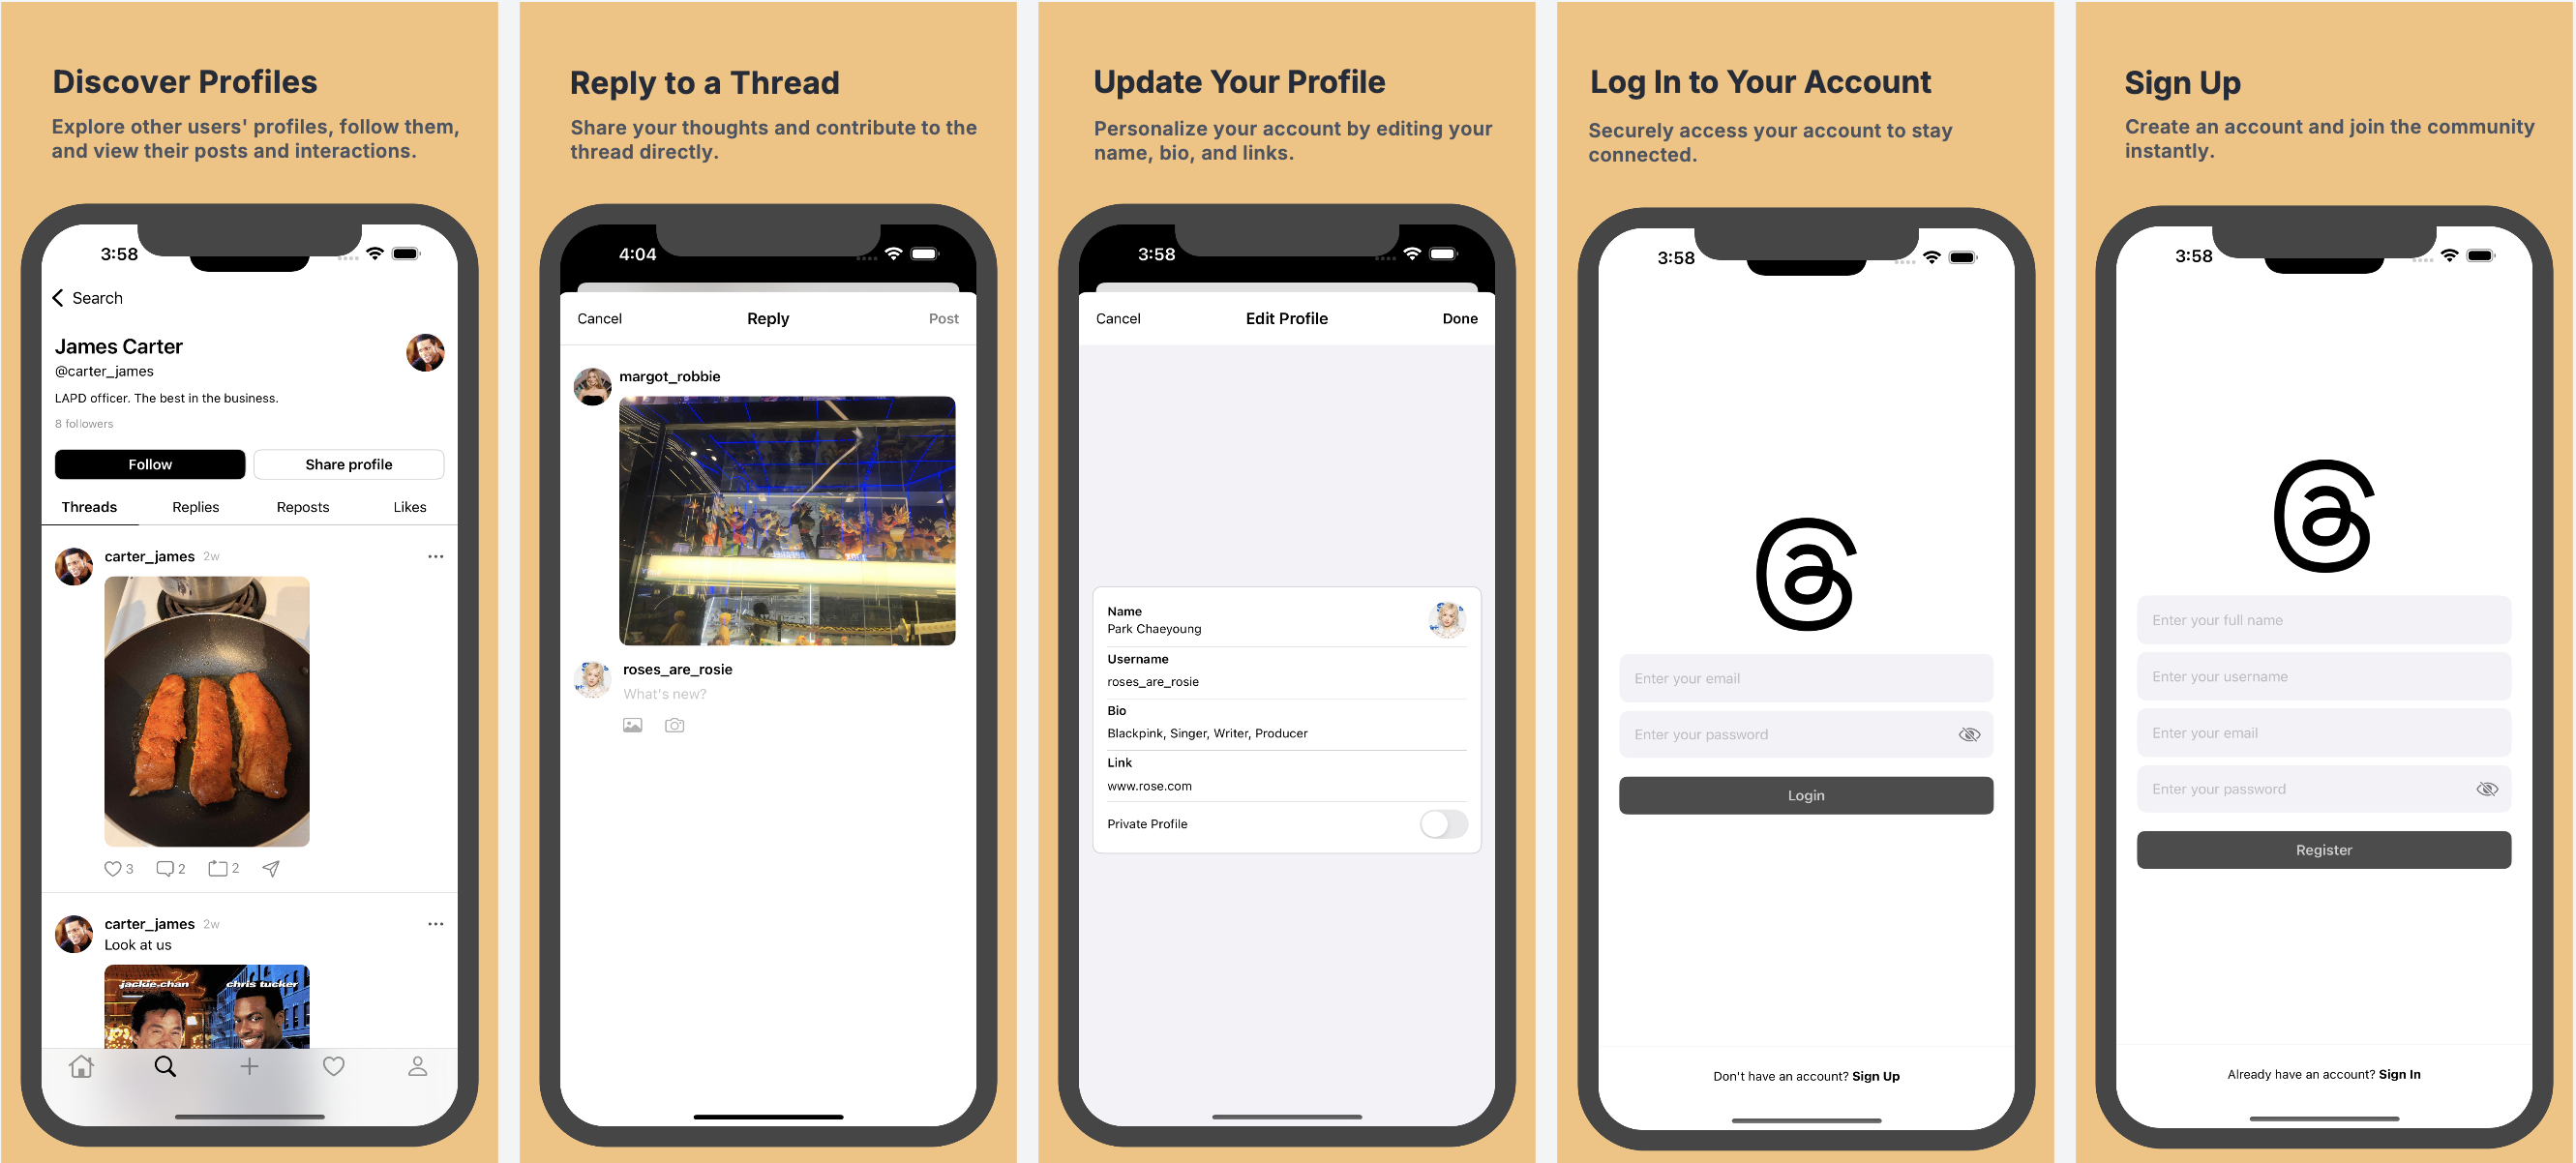 Discover Profiles
Explore other users' profiles, follow them,
and view their posts and interactions.
3:58
Search
James Carter
@carter_james
LAPD officer. The best in the business.
8 followers
Follow
Share profile
Threads
Replies
Reposts
Likes
carter_james 2w
3
2
2
carter_james 2w
Look at us
jackie chan
chris tucker
Reply to a Thread
Share your thoughts and contribute to the
thread directly.
4:04
Cancel
Reply
Post
margot_robbie
roses_are_rosie
What's new?
Update Your Profile
Personalize your account by editing your
name, bio, and links.
3:58
Cancel
Edit Profile
Done
Name
Park Chaeyoung
Username
roses_are_rosie
Bio
Blackpink, Singer, Writer, Producer
Link
www.rose.com
Private Profile
Log In to Your Account
Securely access your account to stay
connected.
3:58
Enter your email
Enter your password
Login
Don't have an account? Sign Up
Sign Up
Create an account and join the community
instantly.
3:58
Enter your full name
Enter your username
Enter your email
Enter your password
Register
Already have an account? Sign In